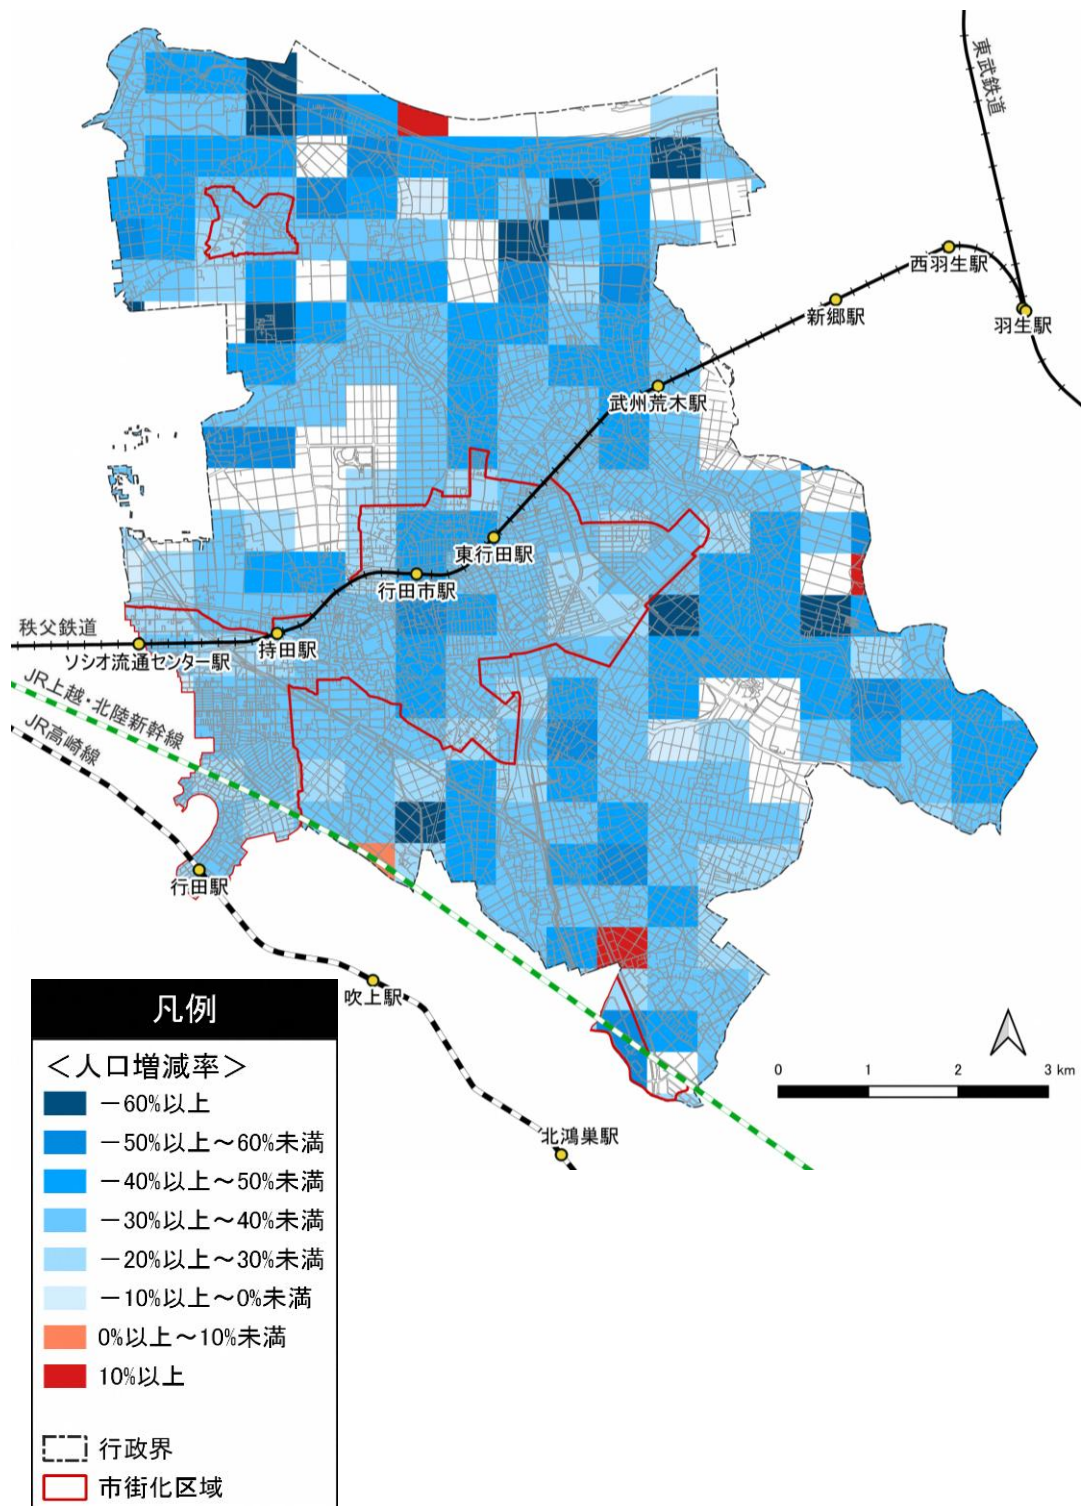 東武鉄道
西羽生駅
新郷駅
羽生駅
武州荒木駅
東行田駅
行田市駅
秩父鉄道
持田駅
ソシオ流通センター駅
JR上越・北陸新幹線
JR高崎線
行田駅
吹上駅
北鴻巣駅
0 1 2 3 km
凡例
<人口増減率>
-60%以上
-50%以上~60%未満
-40%以上~50%未満
-30%以上~40%未満
-20%以上~30%未満
-10%以上~0%未満
0%以上~10%未満
10%以上
行政界
市街化区域